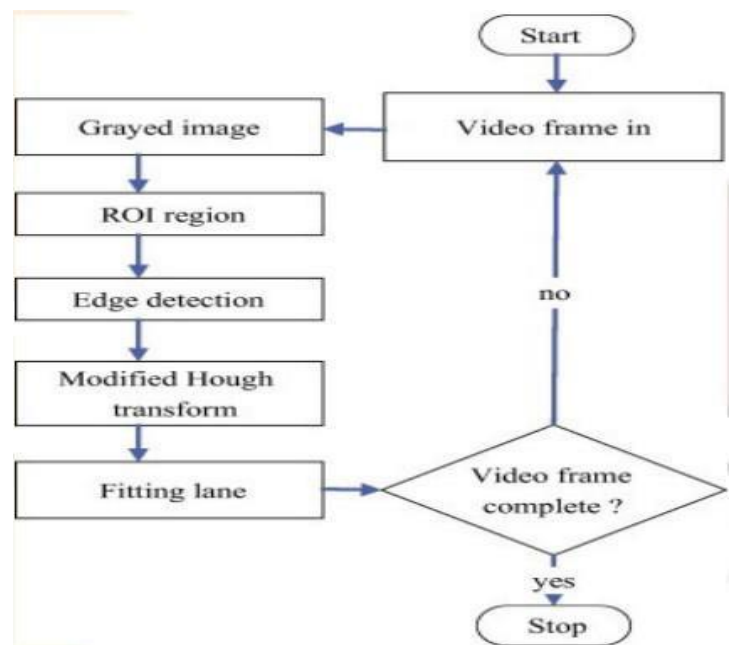 Start
Video frame in
Grayed image
ROI region
Edge detection
Modified Hough
transform
Fitting lane
Video frame
complete ?
no
yes
Stop